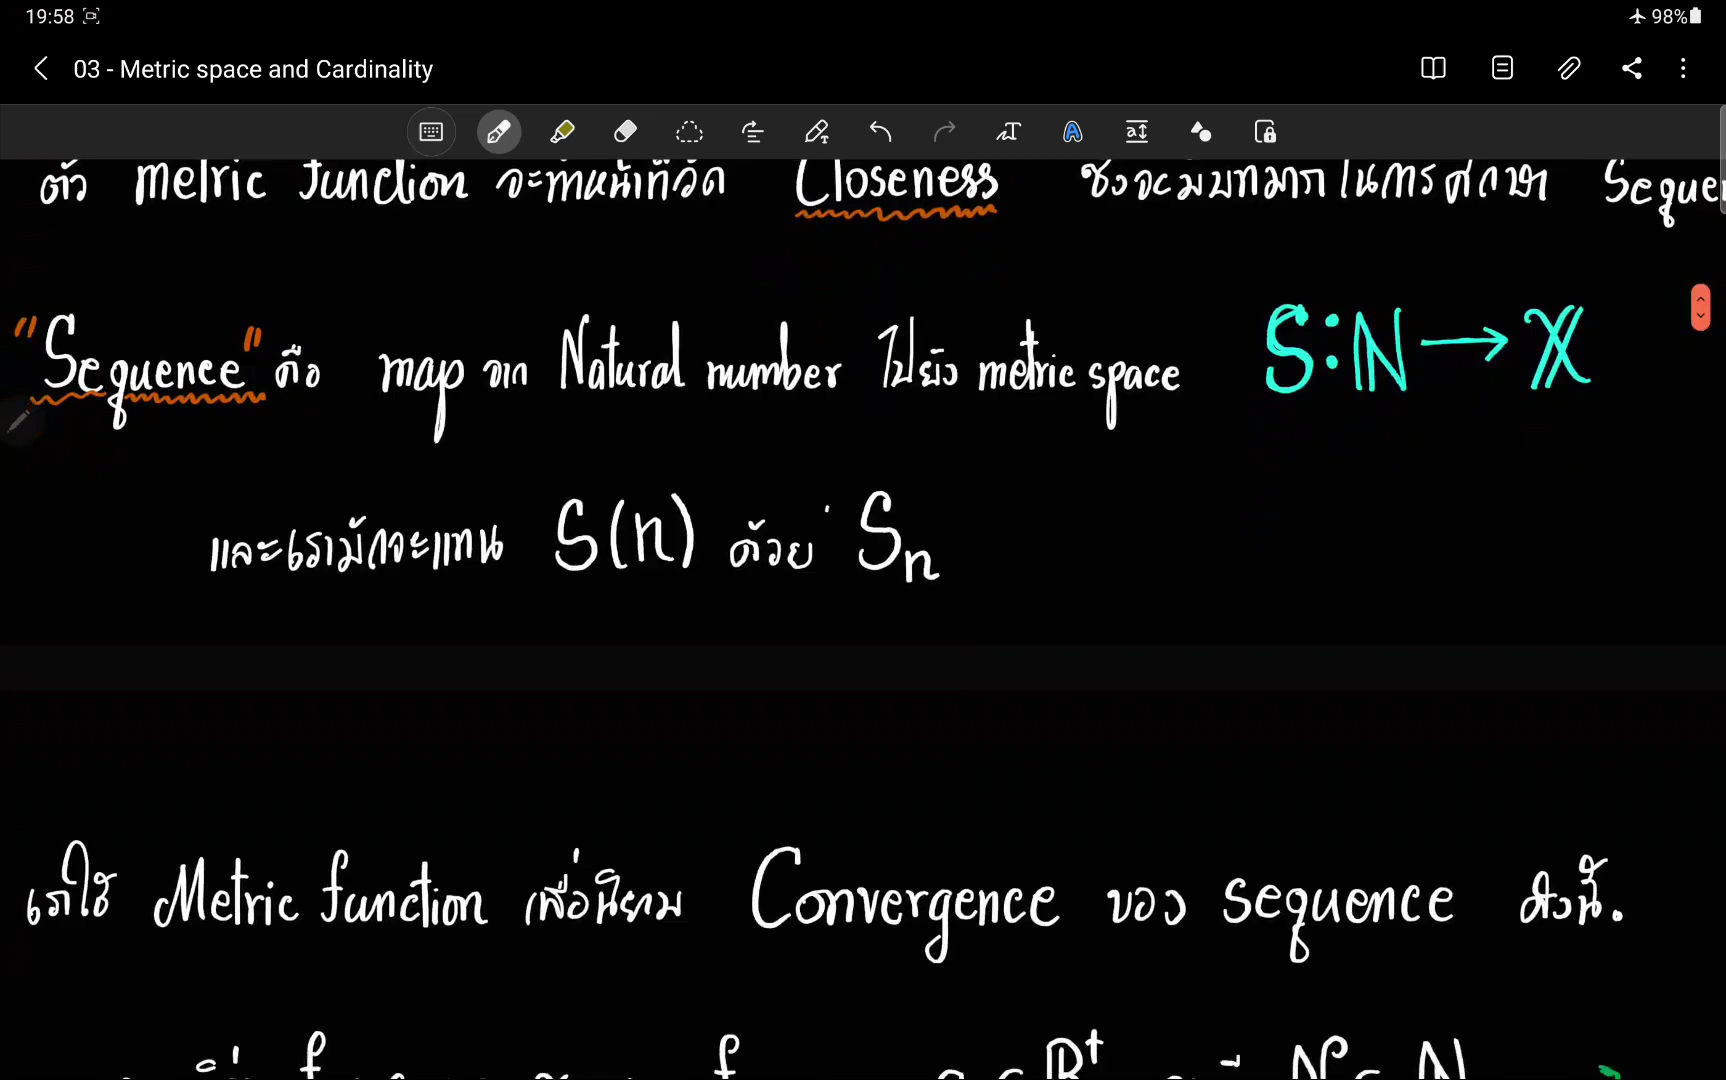 19:58 98%
03 - Metric space and Cardinality
ตัว metric function จะทำหน้าที่วัด Closeness ซึ่งจะมีบทบาทมากในการศึกษา Seque
"Sequence" คือ map จาก Natural number ไปยัง metric space S:ℕ→𝕏
และเรามักจะแทน S(n) ด้วย Sn
เราใช้ Metric function เพื่อนิยาม Convergence ของ sequence ดังนี้.